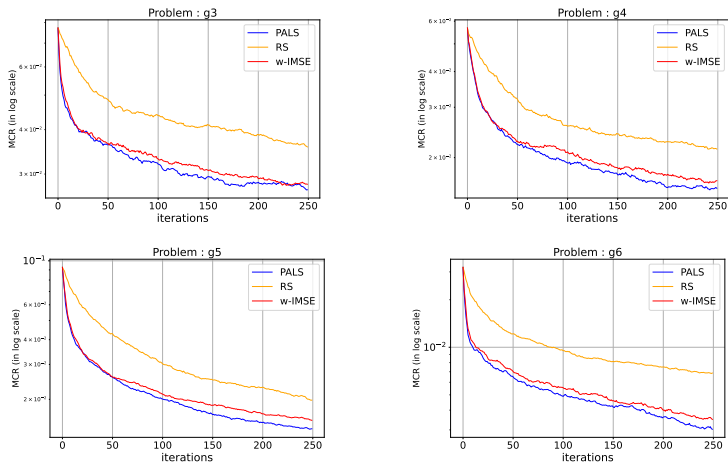 Problem : g3
MCR (in log scale)
6 × 10⁻²
4 × 10⁻²
3 × 10⁻²
PALS
RS
w-IMSE
0 50 100 150 200 250
iterations
Problem : g4
MCR (in log scale)
6 × 10⁻²
4 × 10⁻²
3 × 10⁻²
2 × 10⁻²
PALS
RS
w-IMSE
0 50 100 150 200 250
iterations
Problem : g5
MCR (in log scale)
10⁻¹
6 × 10⁻²
4 × 10⁻²
3 × 10⁻²
2 × 10⁻²
PALS
RS
w-IMSE
0 50 100 150 200 250
iterations
Problem : g6
MCR (in log scale)
10⁻²
PALS
RS
w-IMSE
0 50 100 150 200 250
iterations